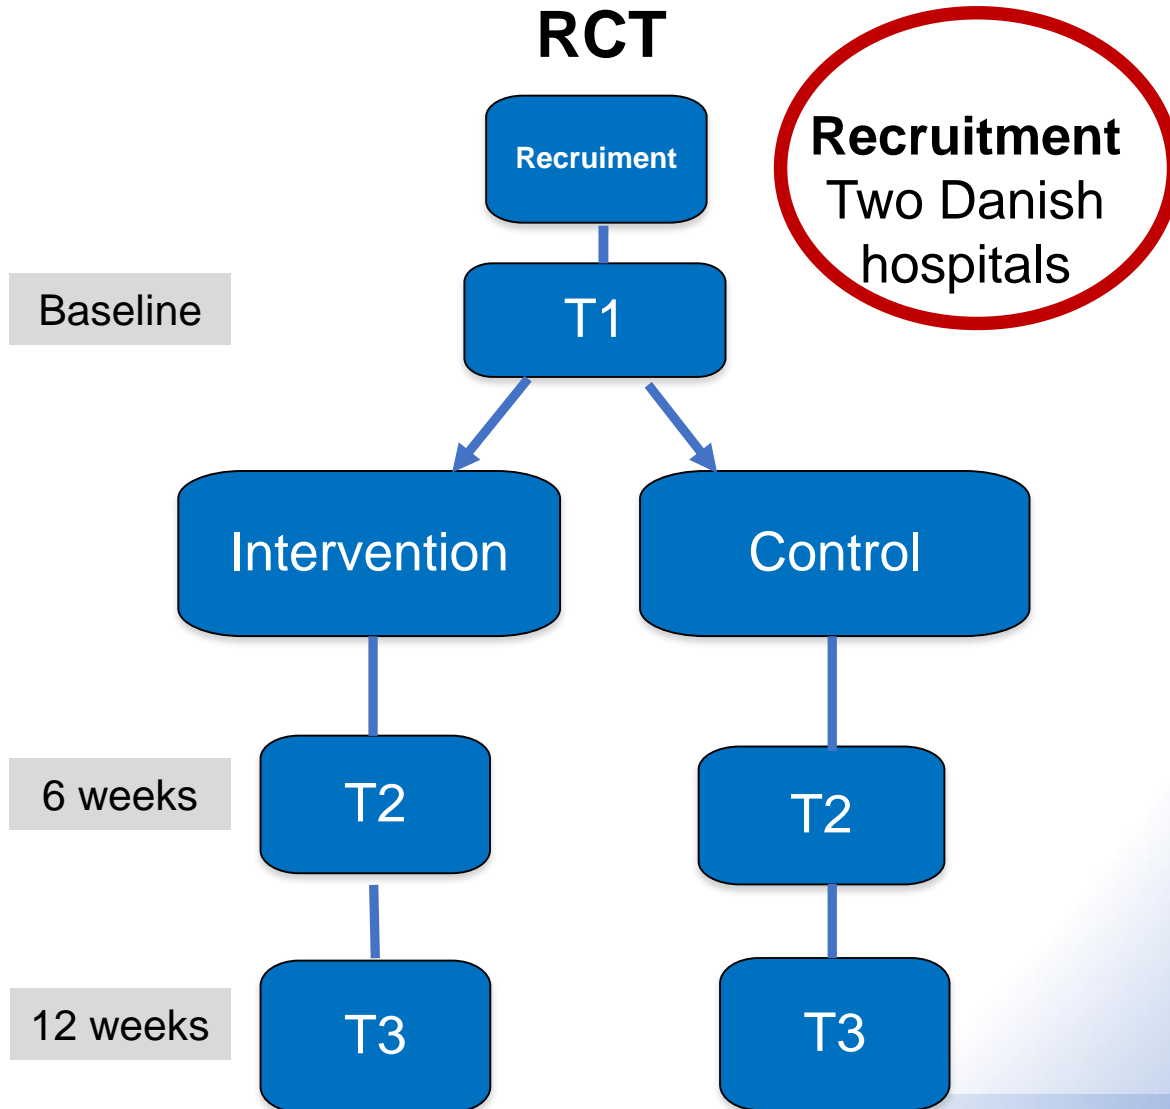 RCT
Recruiment
Recruitment
Two Danish
hospitals
Baseline
T1
Intervention
Control
6 weeks
T2
T2
12 weeks
T3
T3